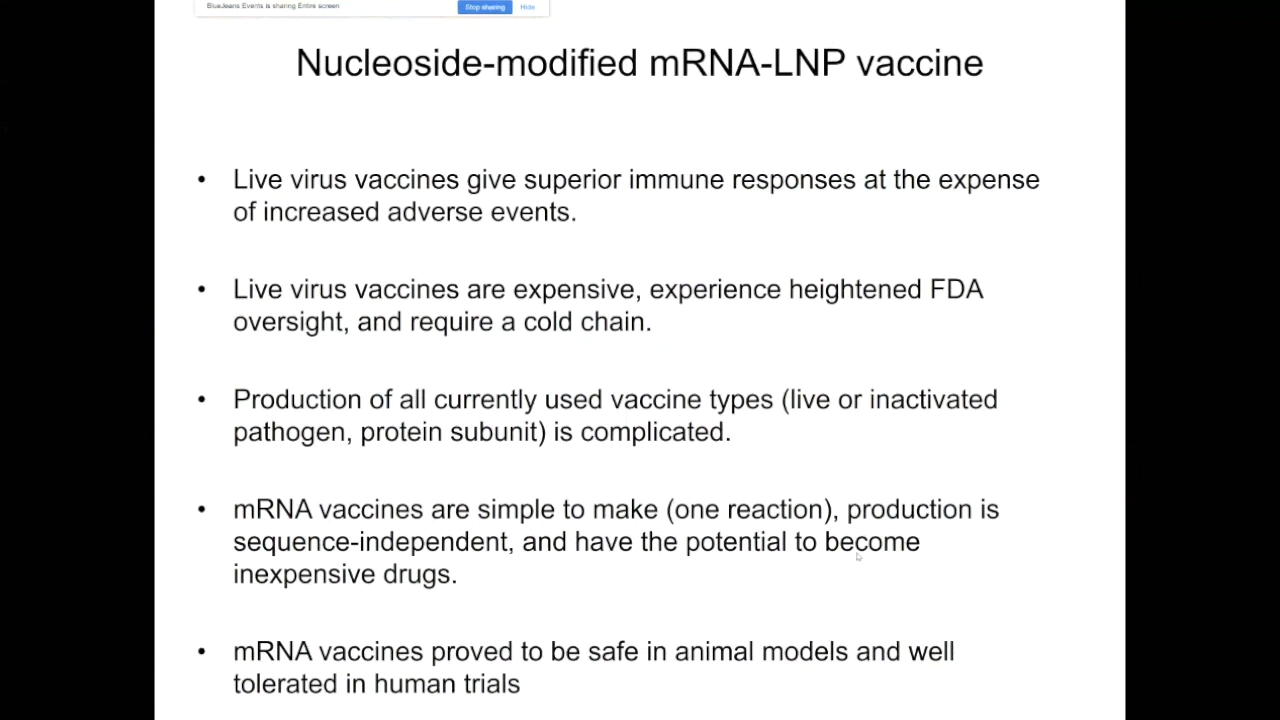 BlueJeans Events is sharing Entire screen
Stop sharing
Hide
Nucleoside-modified mRNA-LNP vaccine
• Live virus vaccines give superior immune responses at the expense
of increased adverse events.
• Live virus vaccines are expensive, experience heightened FDA
oversight, and require a cold chain.
• Production of all currently used vaccine types (live or inactivated
pathogen, protein subunit) is complicated.
• mRNA vaccines are simple to make (one reaction), production is
sequence-independent, and have the potential to become
inexpensive drugs.
• mRNA vaccines proved to be safe in animal models and well
tolerated in human trials